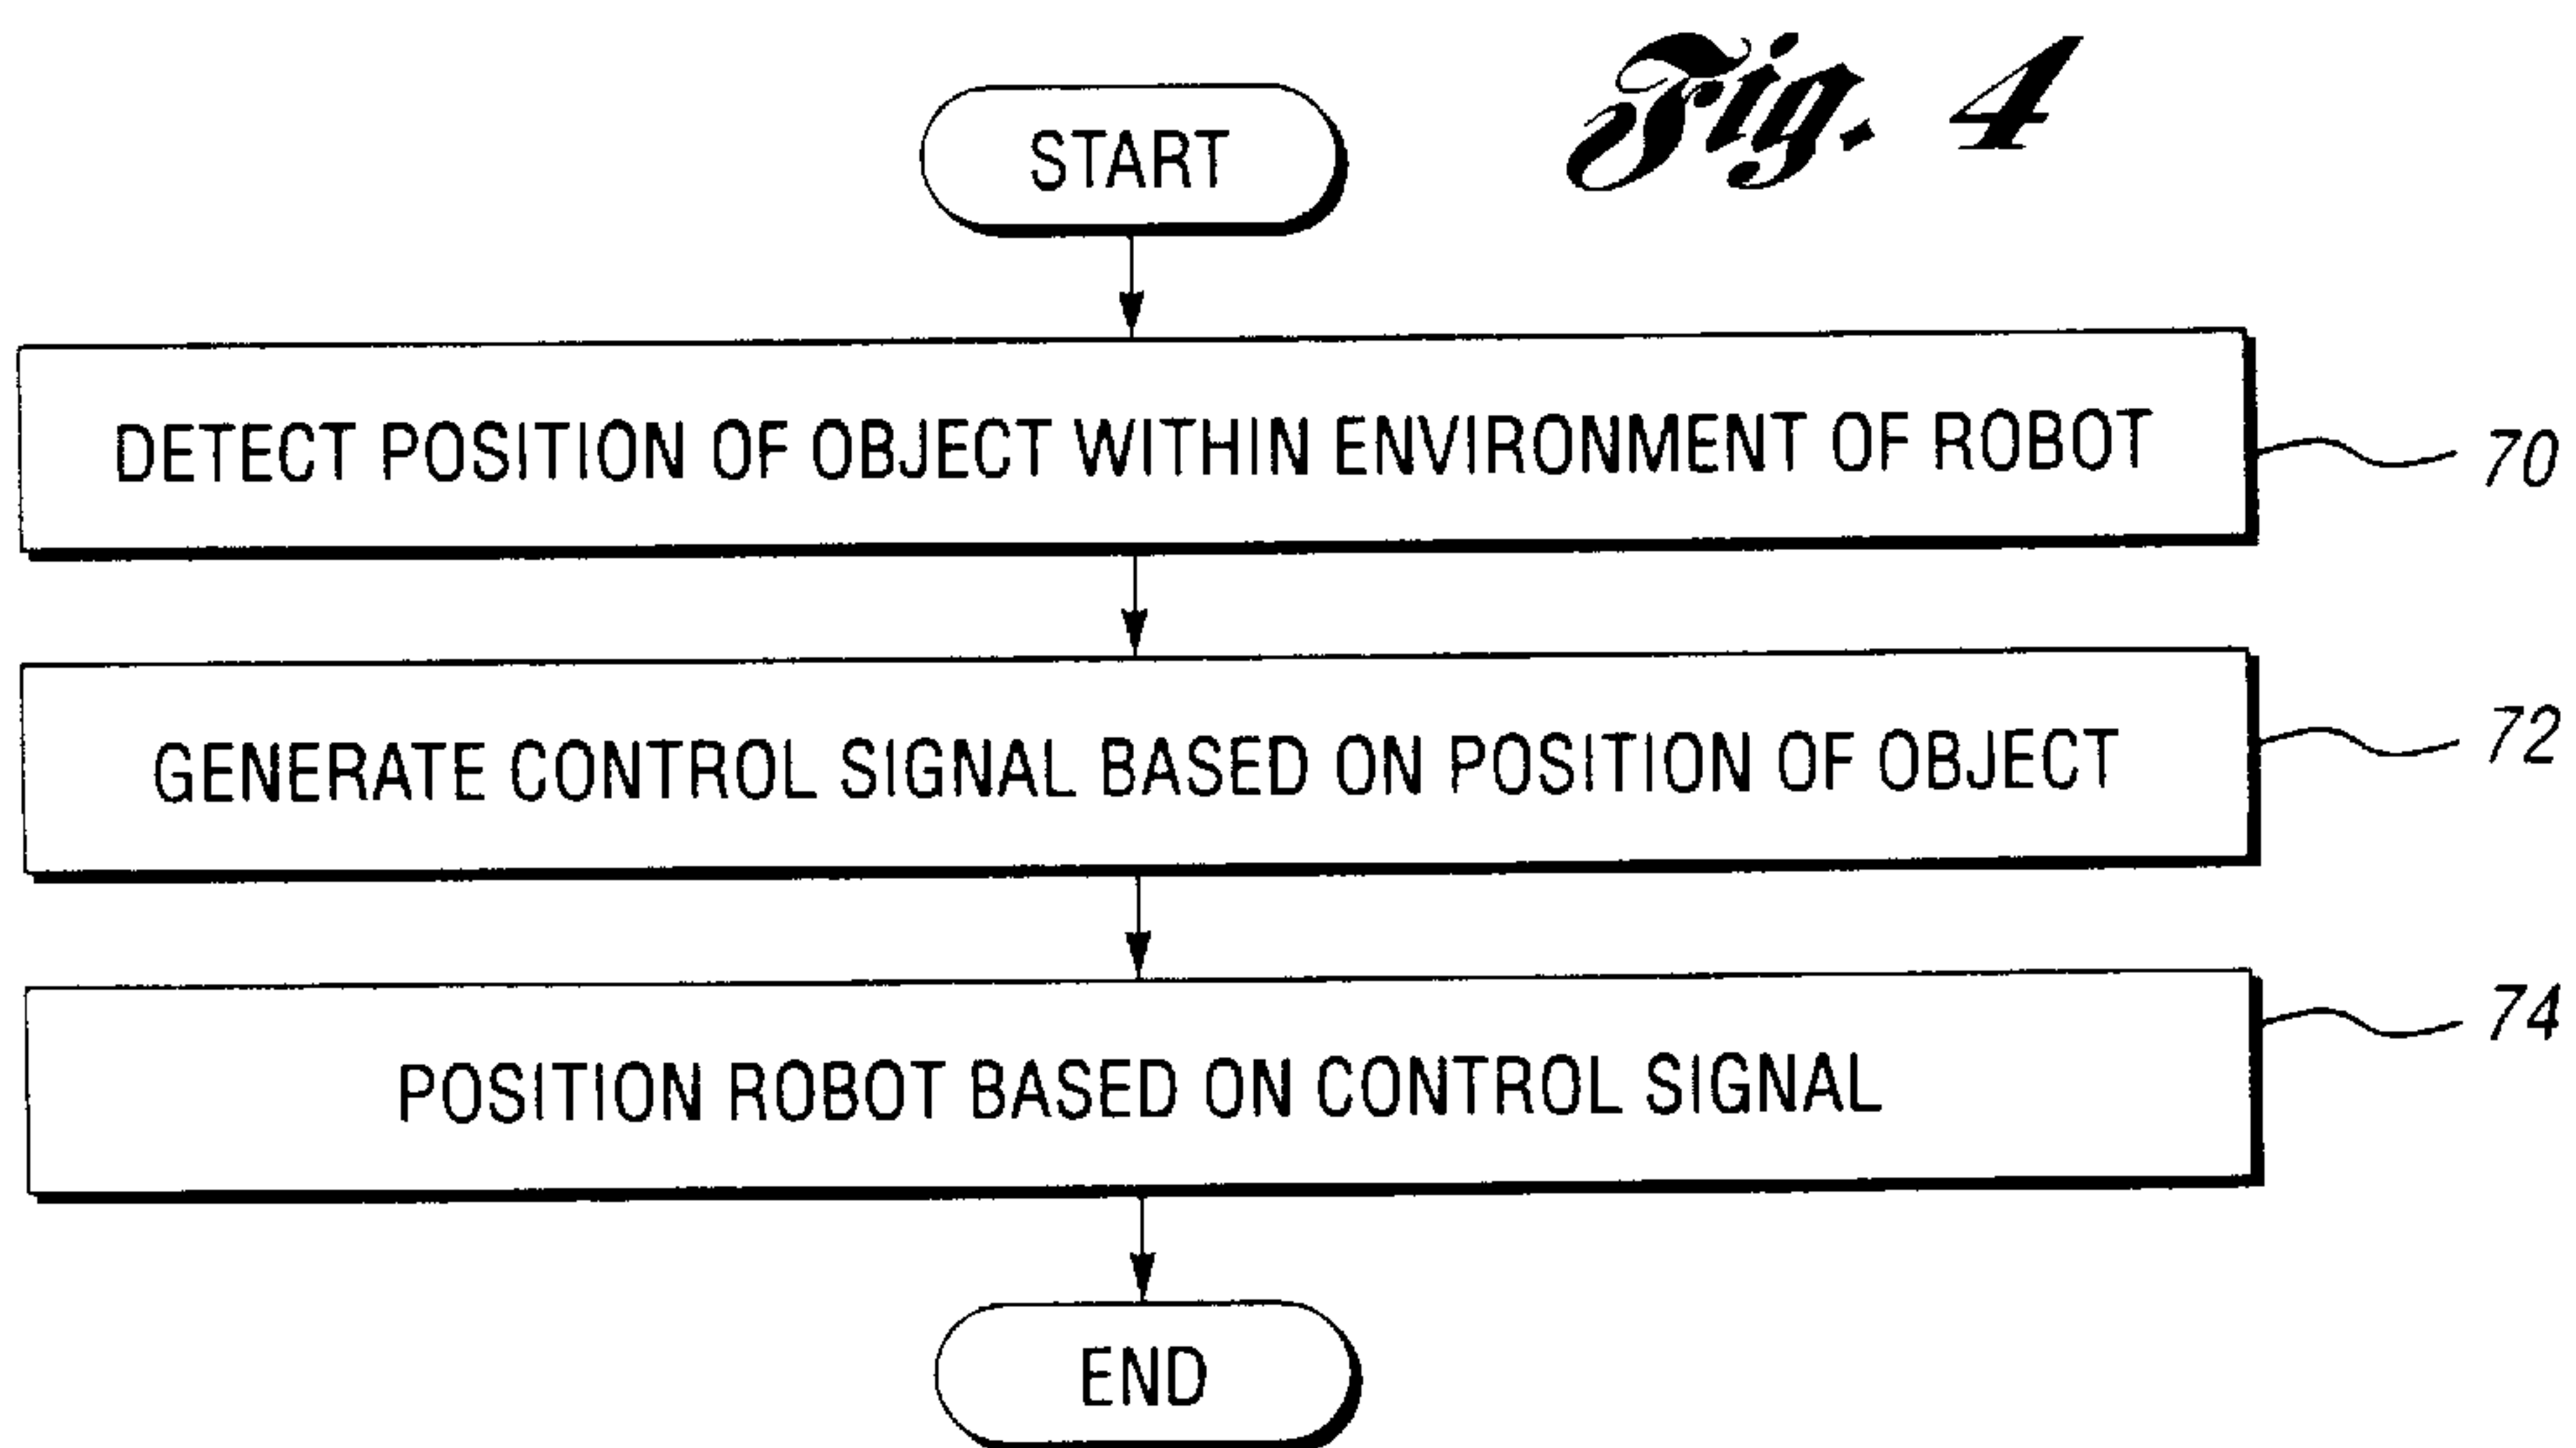 Fig. 4
START
DETECT POSITION OF OBJECT WITHIN ENVIRONMENT OF ROBOT
70
GENERATE CONTROL SIGNAL BASED ON POSITION OF OBJECT
72
POSITION ROBOT BASED ON CONTROL SIGNAL
74
END